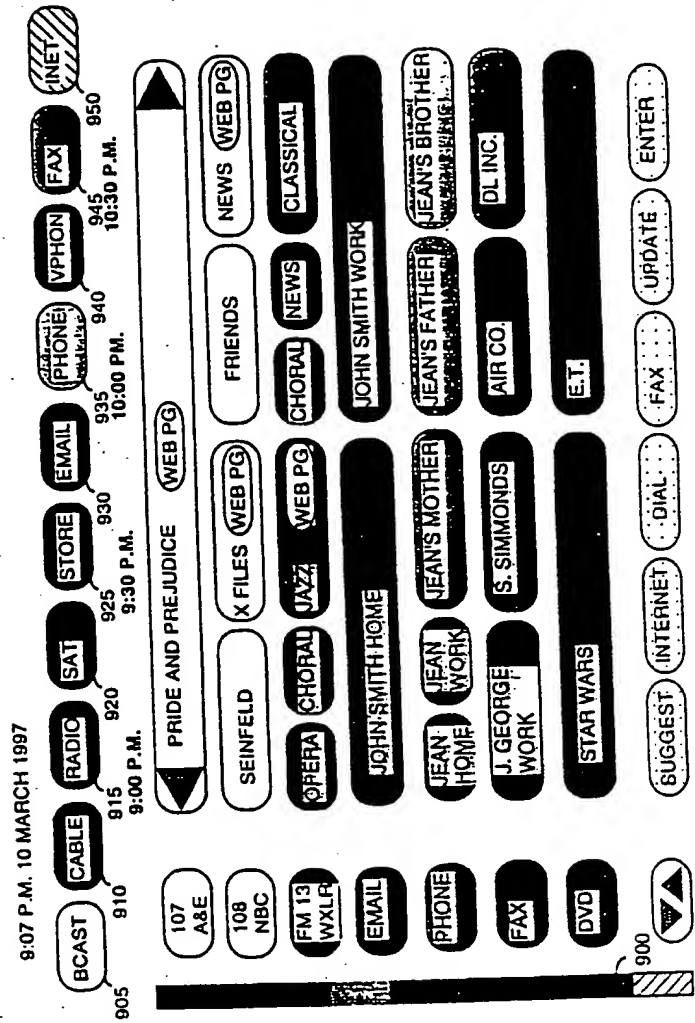 9:07 P.M. 10 MARCH 1997
BCAST CABLE RADIO SAT STORE EMAIL PHONE VPHON FAX INET
905 910 915 920 925 930 935 940 945 950
9:00 P.M. 9:30 P.M. 10:00 PM. 10:30 P.M.
107 A&E PRIDE AND PREJUDICE WEB PG
108 NBC SEINFELD X FILES WEB PG FRIENDS NEWS WEB PG
FM 13 WXLR OPERA CHORAL JAZZ WEB PG CHORAL NEWS CLASSICAL
EMAIL JOHN SMITH HOME JOHN SMITH WORK
PHONE JEAN HOME JEAN WORK JEAN'S MOTHER JEAN'S FATHER JEAN'S BROTHER
FAX J. GEORGE WORK S. SIMMONDS AIR CO. DL INC.
DVD STAR WARS E.T.
SUGGEST INTERNET DIAL FAX UPDATE ENTER
900